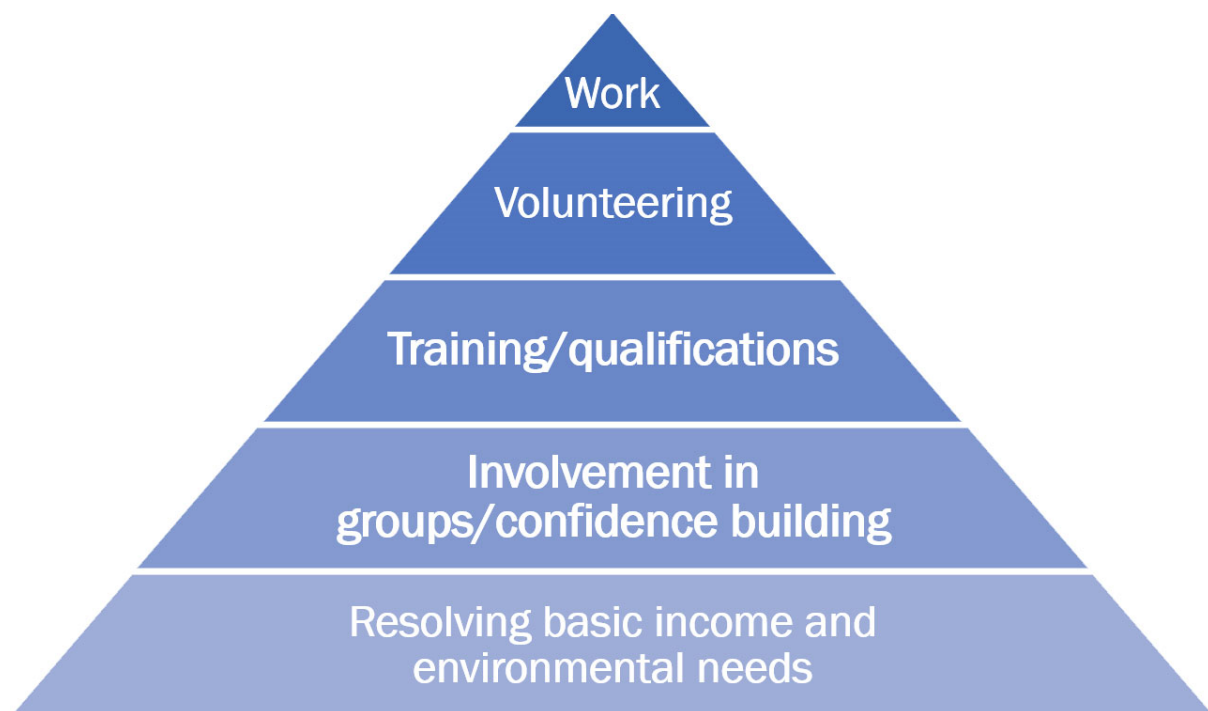 Work
Volunteering
Training/qualifications
Involvement in
groups/confidence building
Resolving basic income and
environmental needs